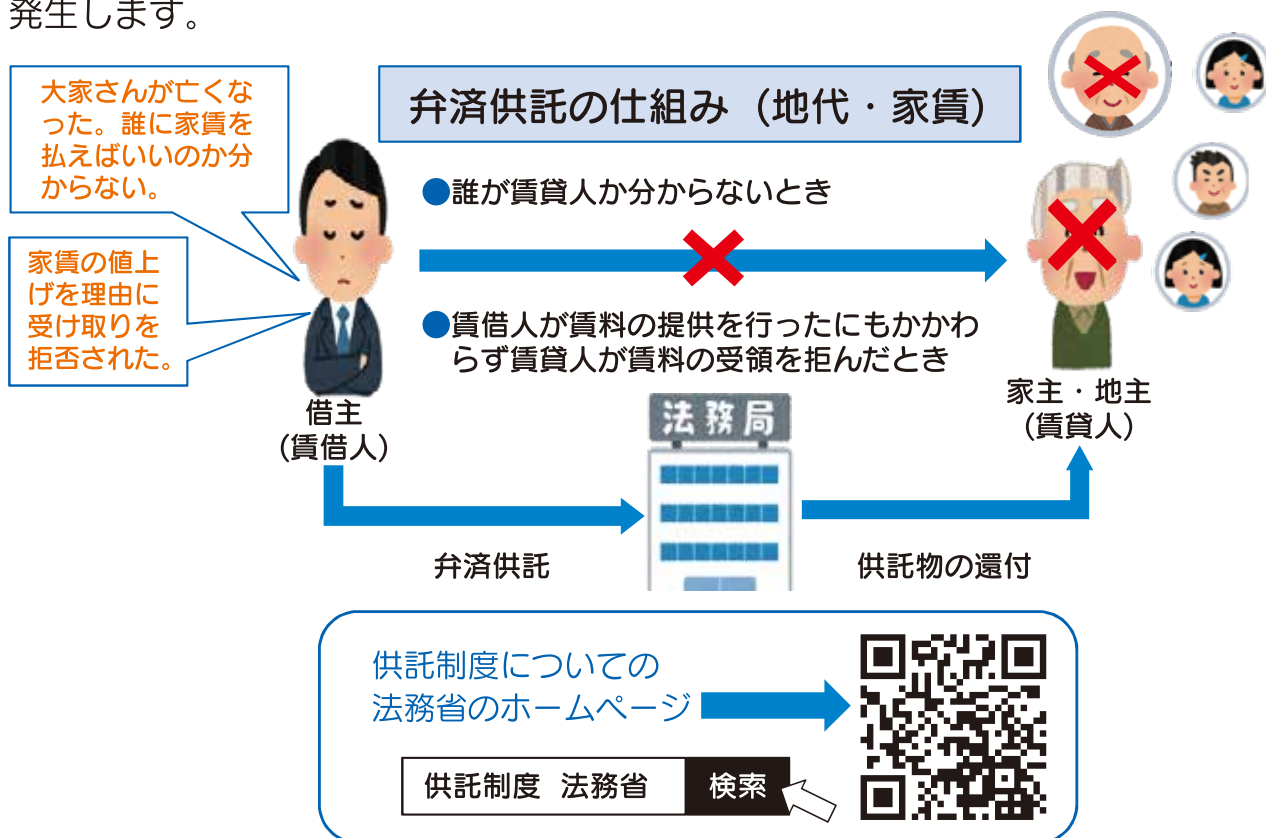 発生します。
弁済供託の仕組み（地代・家賃）
大家さんが亡くな
った。誰に家賃を
払えばいいのか分
からない。
家賃の値上
げを理由に
受け取りを
拒否された。
●誰が賃貸人か分からないとき
●賃借人が賃料の提供を行ったにもかかわ
らず賃貸人が賃料の受領を拒んだとき
借主
(賃借人)
家主・地主
(賃貸人)
法務局
弁済供託
供託物の還付
供託制度についての
法務省のホームページ
供託制度 法務省 検索